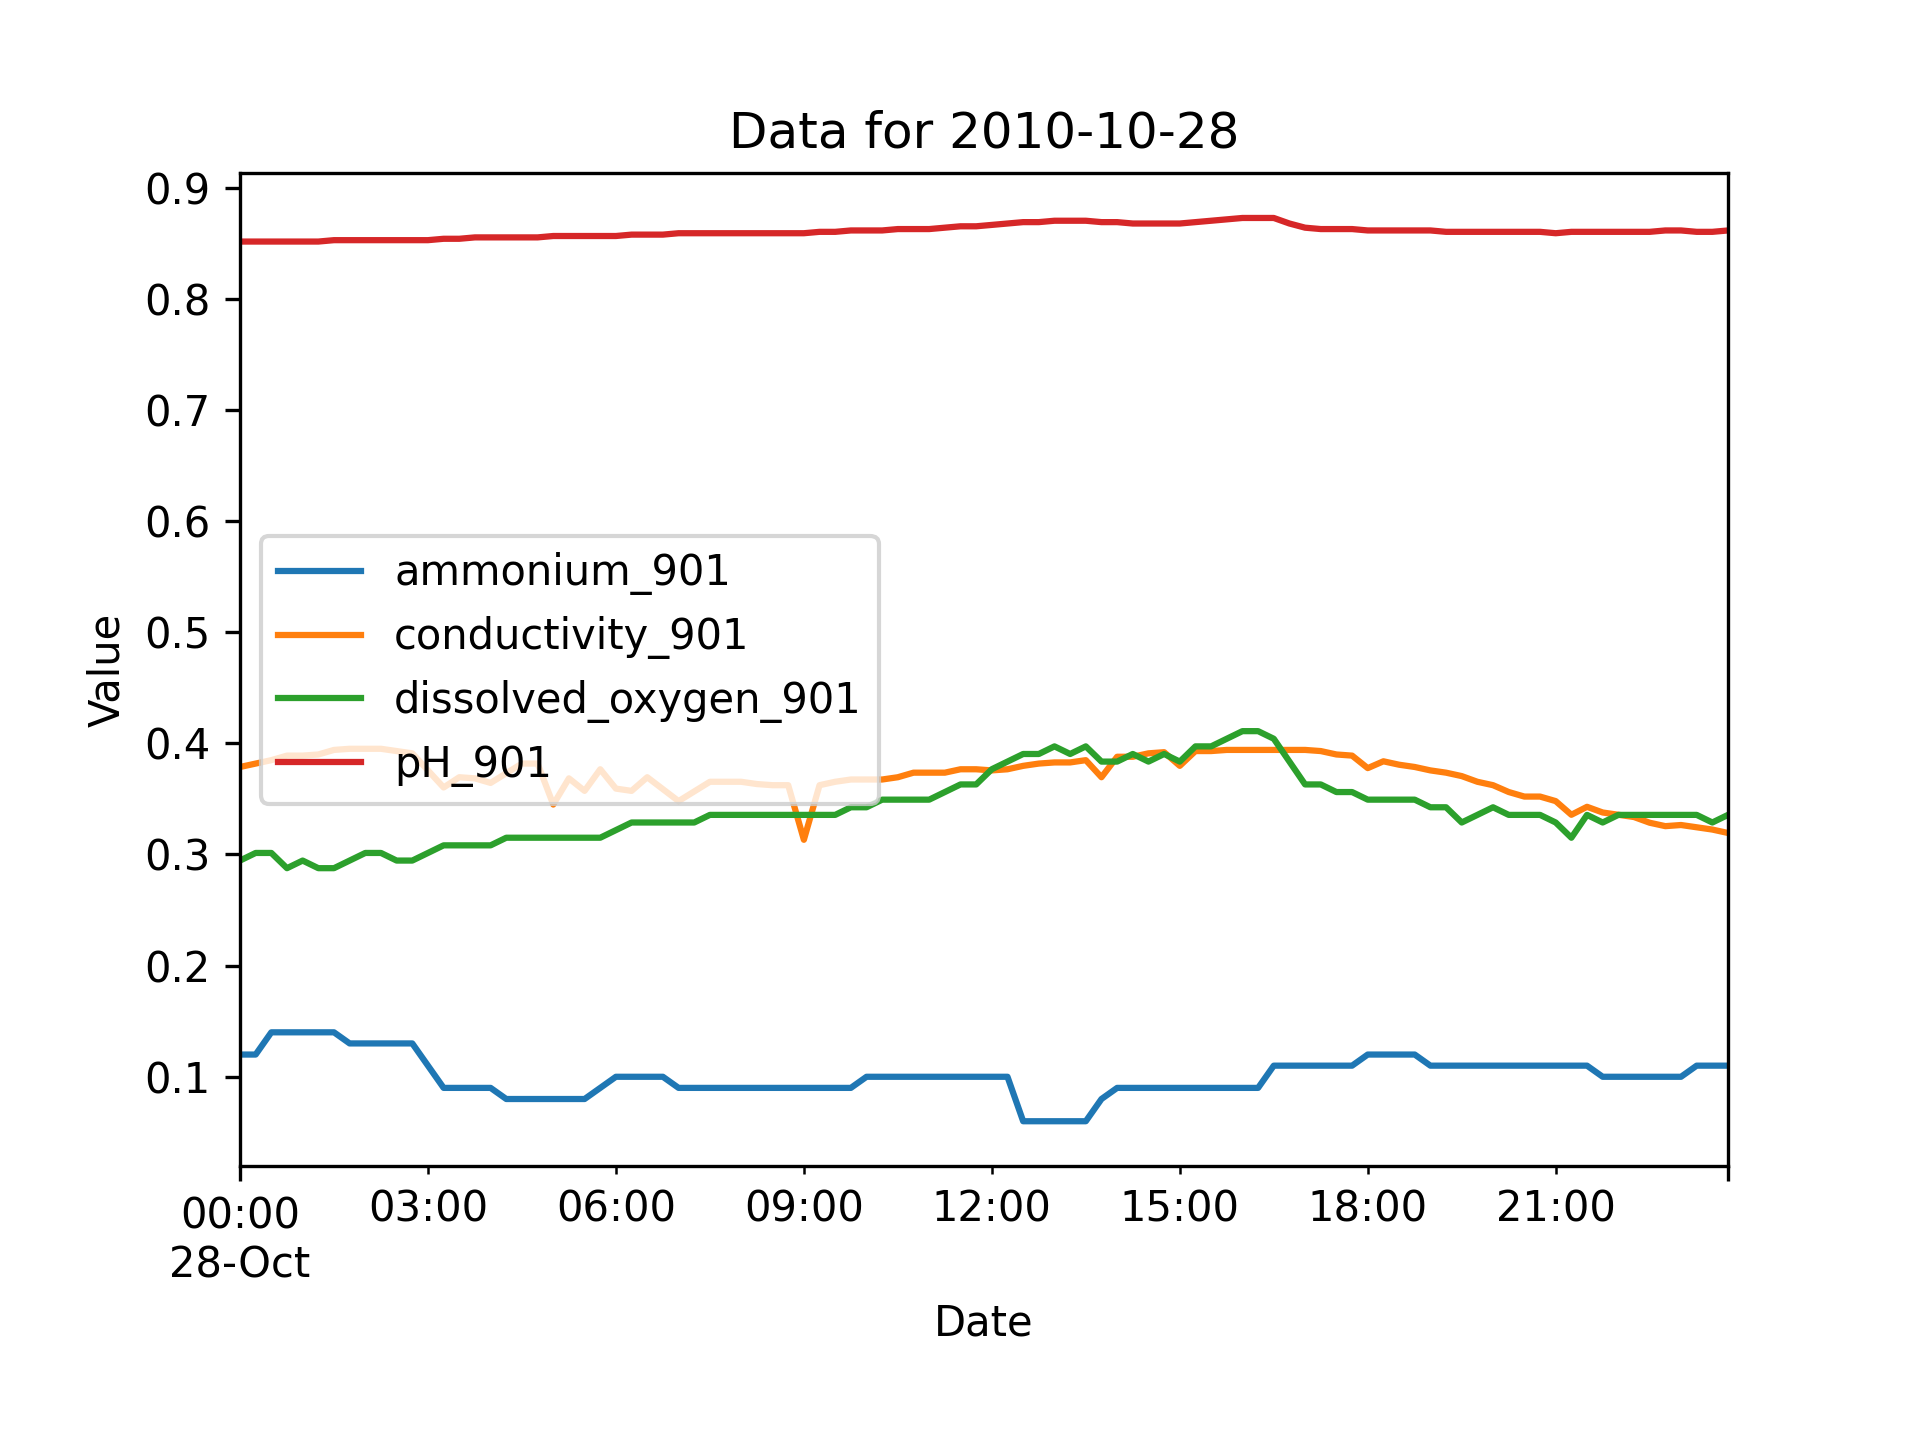 Data for 2010-10-28
0.9
0.8
0.7
0.6
0.5
0.4
0.3
0.2
0.1
Value
ammonium_901
conductivity_901
dissolved_oxygen_901
pH_901
00:00 03:00 06:00 09:00 12:00 15:00 18:00 21:00
28-Oct
Date